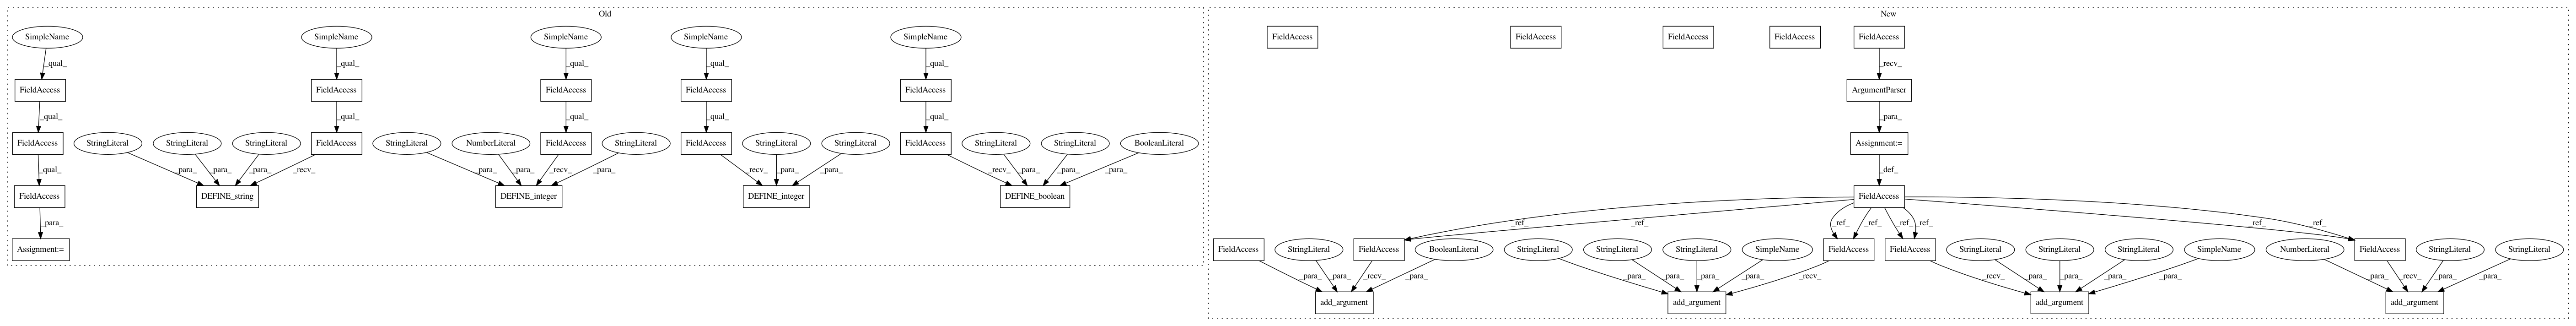 Old New
SimpleName SimpleName SimpleName SimpleName SimpleName FieldAccess FieldAccess FieldAccess FieldAccess FieldAccess
_qual_ _qual_ _qual_ _qual_ _qual_ _recv_
FieldAccess FieldAccess FieldAccess FieldAccess FieldAccess ArgumentParser
_qual_ _qual_ _qual_ _qual_ _qual_ _para_
FieldAccess StringLiteral StringLiteral StringLiteral FieldAccess StringLiteral NumberLiteral FieldAccess StringLiteral FieldAccess StringLiteral StringLiteral FieldAccess StringLiteral StringLiteral BooleanLiteral Assignment:=
_qual_ _para_ _para_ _para_ _recv_ _para_ _para_ _recv_ _para_ _recv_ _para_ _para_ _recv_ _para_ _para_ _para_ _def_
FieldAccess DEFINE_string DEFINE_integer DEFINE_integer DEFINE_boolean FieldAccess
_para_ _ref_ _ref_ _ref_ _ref_ _ref_ _ref_ _ref_ _ref_
Assignment:= FieldAccess StringLiteral FieldAccess BooleanLiteral StringLiteral StringLiteral StringLiteral SimpleName FieldAccess FieldAccess StringLiteral StringLiteral StringLiteral SimpleName NumberLiteral FieldAccess StringLiteral StringLiteral
_para_ _para_ _recv_ _para_ _para_ _para_ _para_ _para_ _recv_ _recv_ _para_ _para_ _para_ _para_ _para_ _recv_ _para_ _para_
add_argument add_argument add_argument add_argument